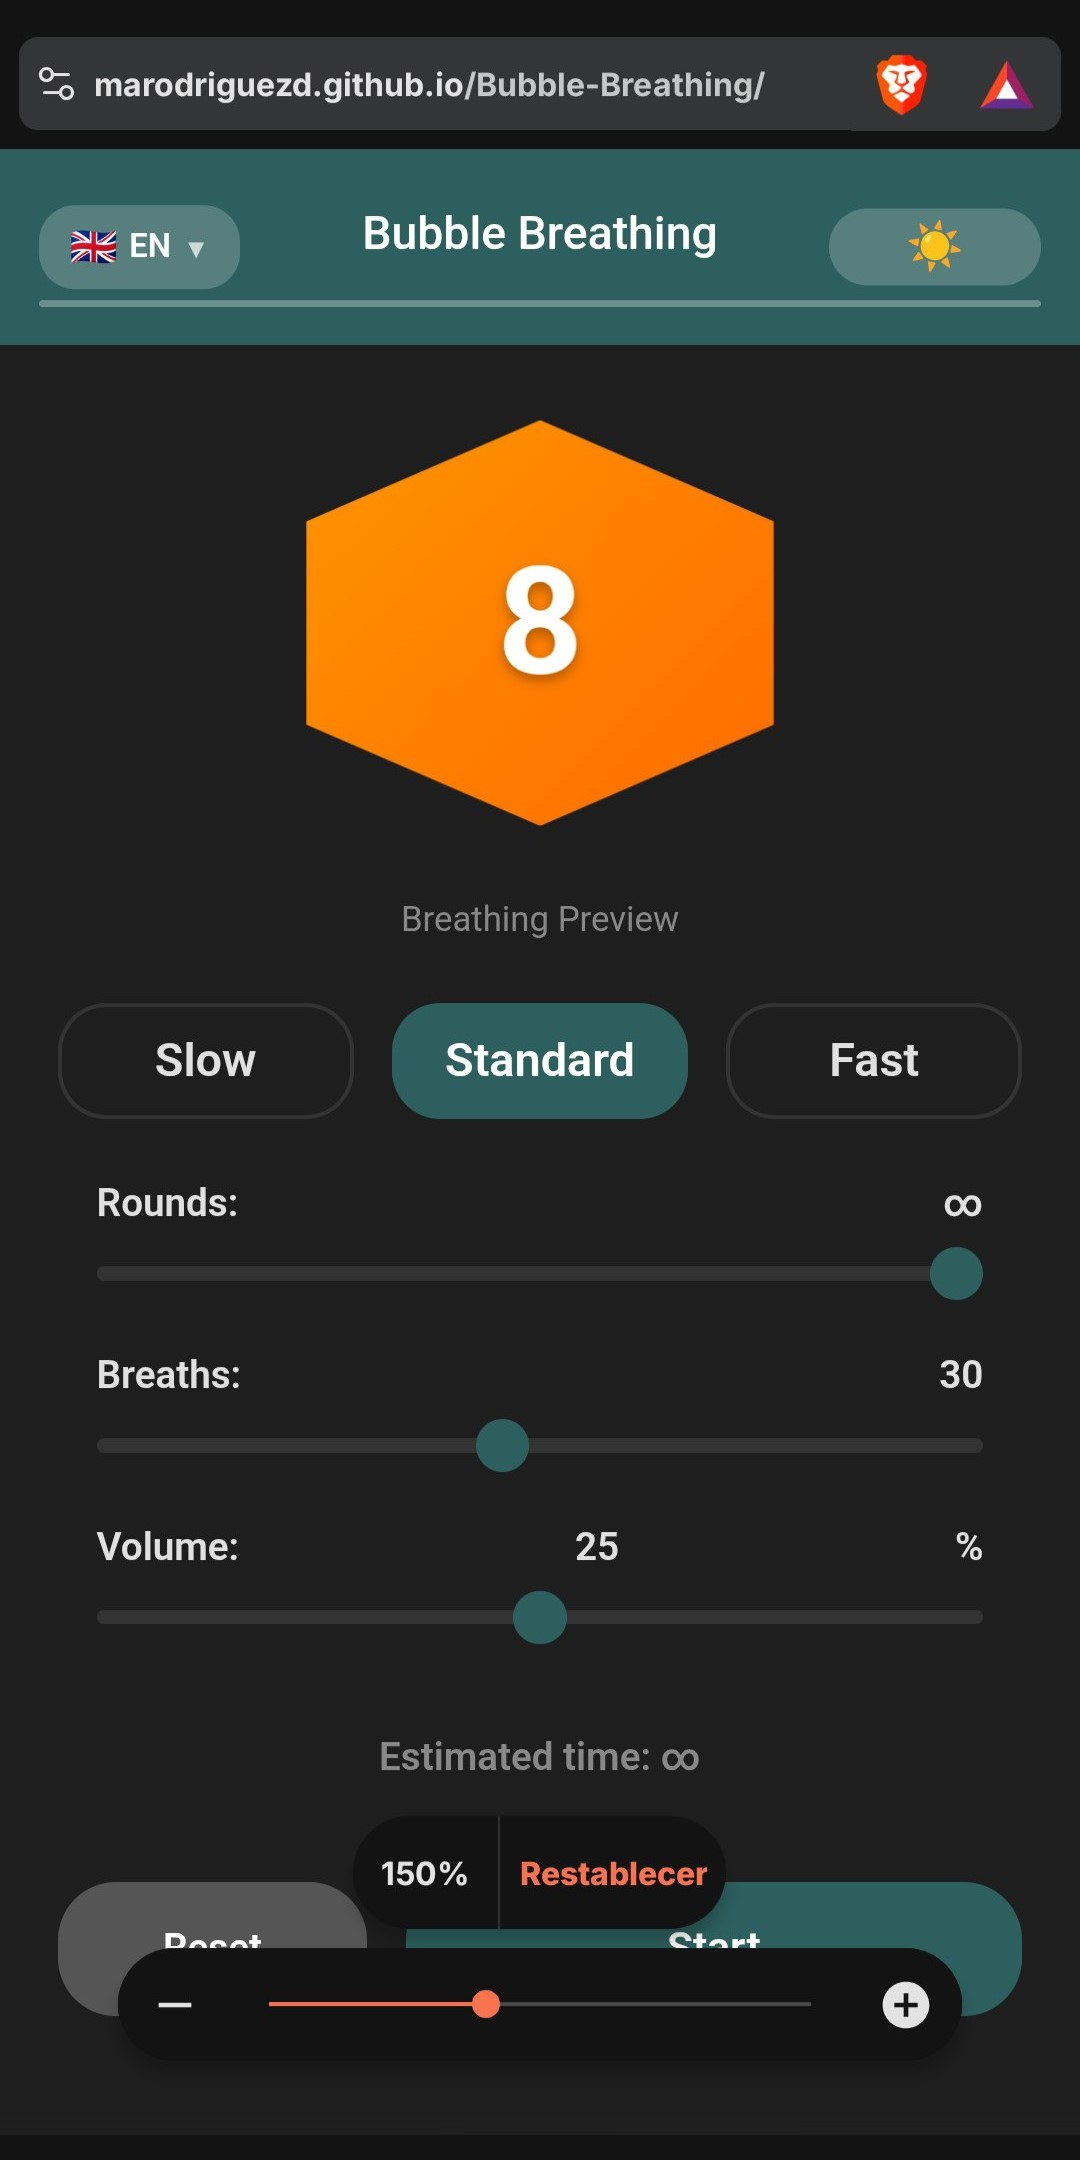 marodriguezd.github.io/Bubble-Breathing/
EN ▼
Bubble Breathing
8
Breathing Preview
Slow
Standard
Fast
Rounds: ∞
Breaths: 30
Volume: 25 %
Estimated time: ∞
150%
Restablecer
Reset
Start